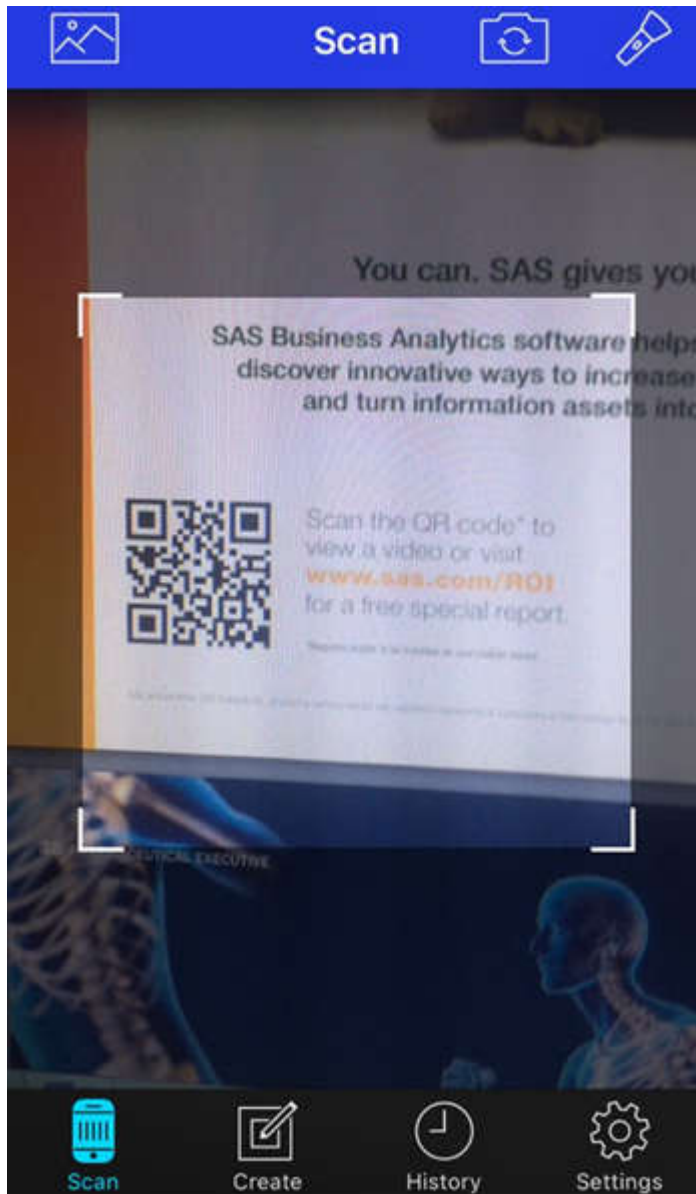 Scan
You can. SAS gives you
SAS Business Analytics software helps
discover innovative ways to increase
and turn information assets into
Scan the QR code* to
view a video or visit
www.sas.com/ROI
for a free special report.
CEUTICAL EXECUTIVE
Scan Create History Settings